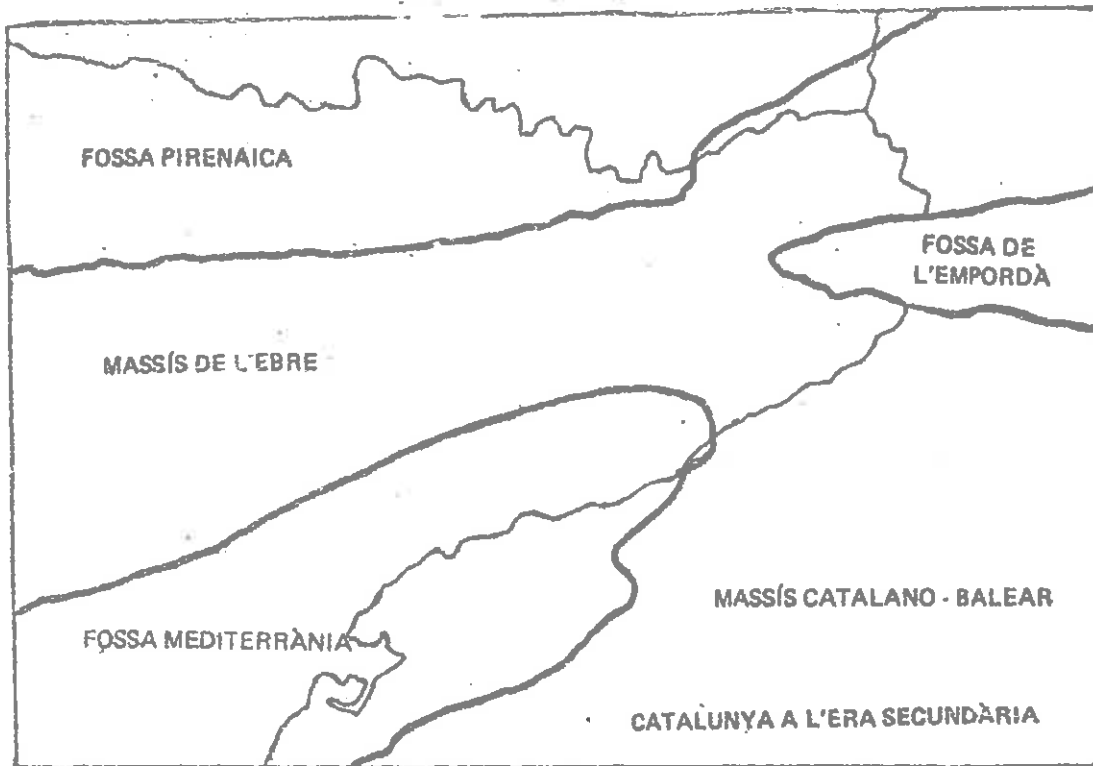 FOSSA PIRENAICA
FOSSA DE
L'EMPORDÀ
MASSÍS DE L'EBRE
MASSÍS CATALANO - BALEAR
FOSSA MEDITERRÀNIA
CATALUNYA A L'ERA SECUNDÀRIA